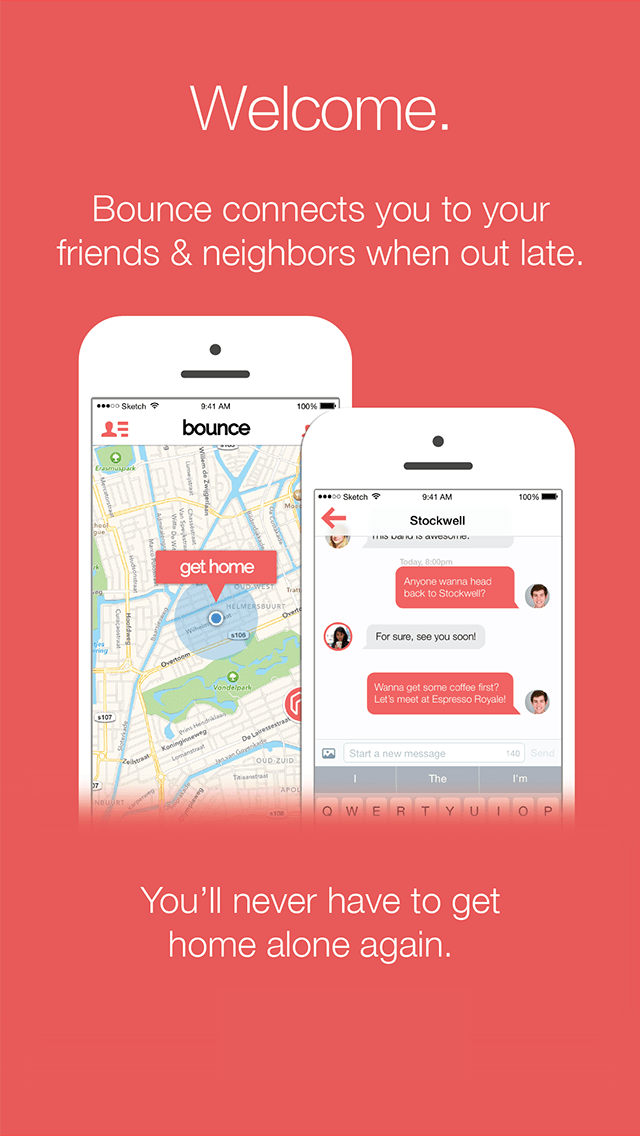 Welcome.
Bounce connects you to your
friends & neighbors when out late.
Sketch 9:41 AM 100%
bounce
Erasmuspark
get home
OUD-WEST
HELMERSBUURT
s106
Overtoom
Vondelpark
s107
Hoofdweg
Zeilstraat
Koninginneweg
De Lairessestraat
OUD-ZUID
Titiaanstraat
APOL
s108
Sketch 9:41 AM 100%
Stockwell
This band is awesome.
Today, 8:00pm
Anyone wanna head
back to Stockwell?
For sure, see you soon!
Wanna get some coffee first?
Let's meet at Espresso Royale!
Start a new message 140 Send
I The I'm
Q W E R T Y U I O P
You'll never have to get
home alone again.